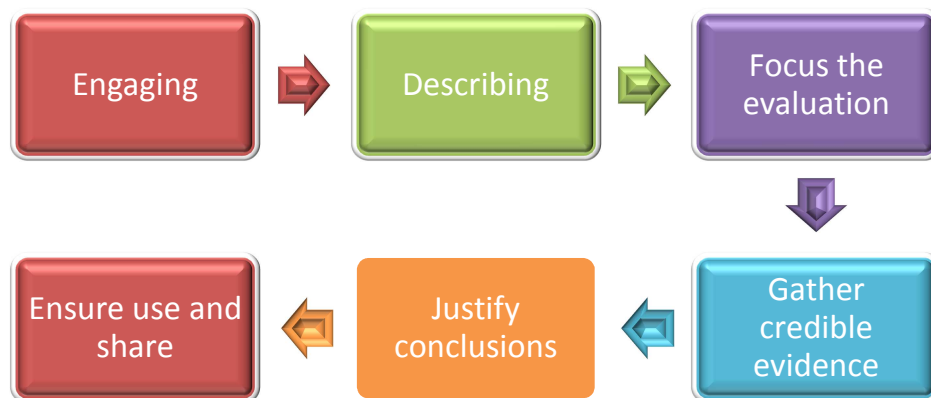 Engaging
Describing
Focus the
evaluation
Gather
credible
evidence
Justify
conclusions
Ensure use and
share